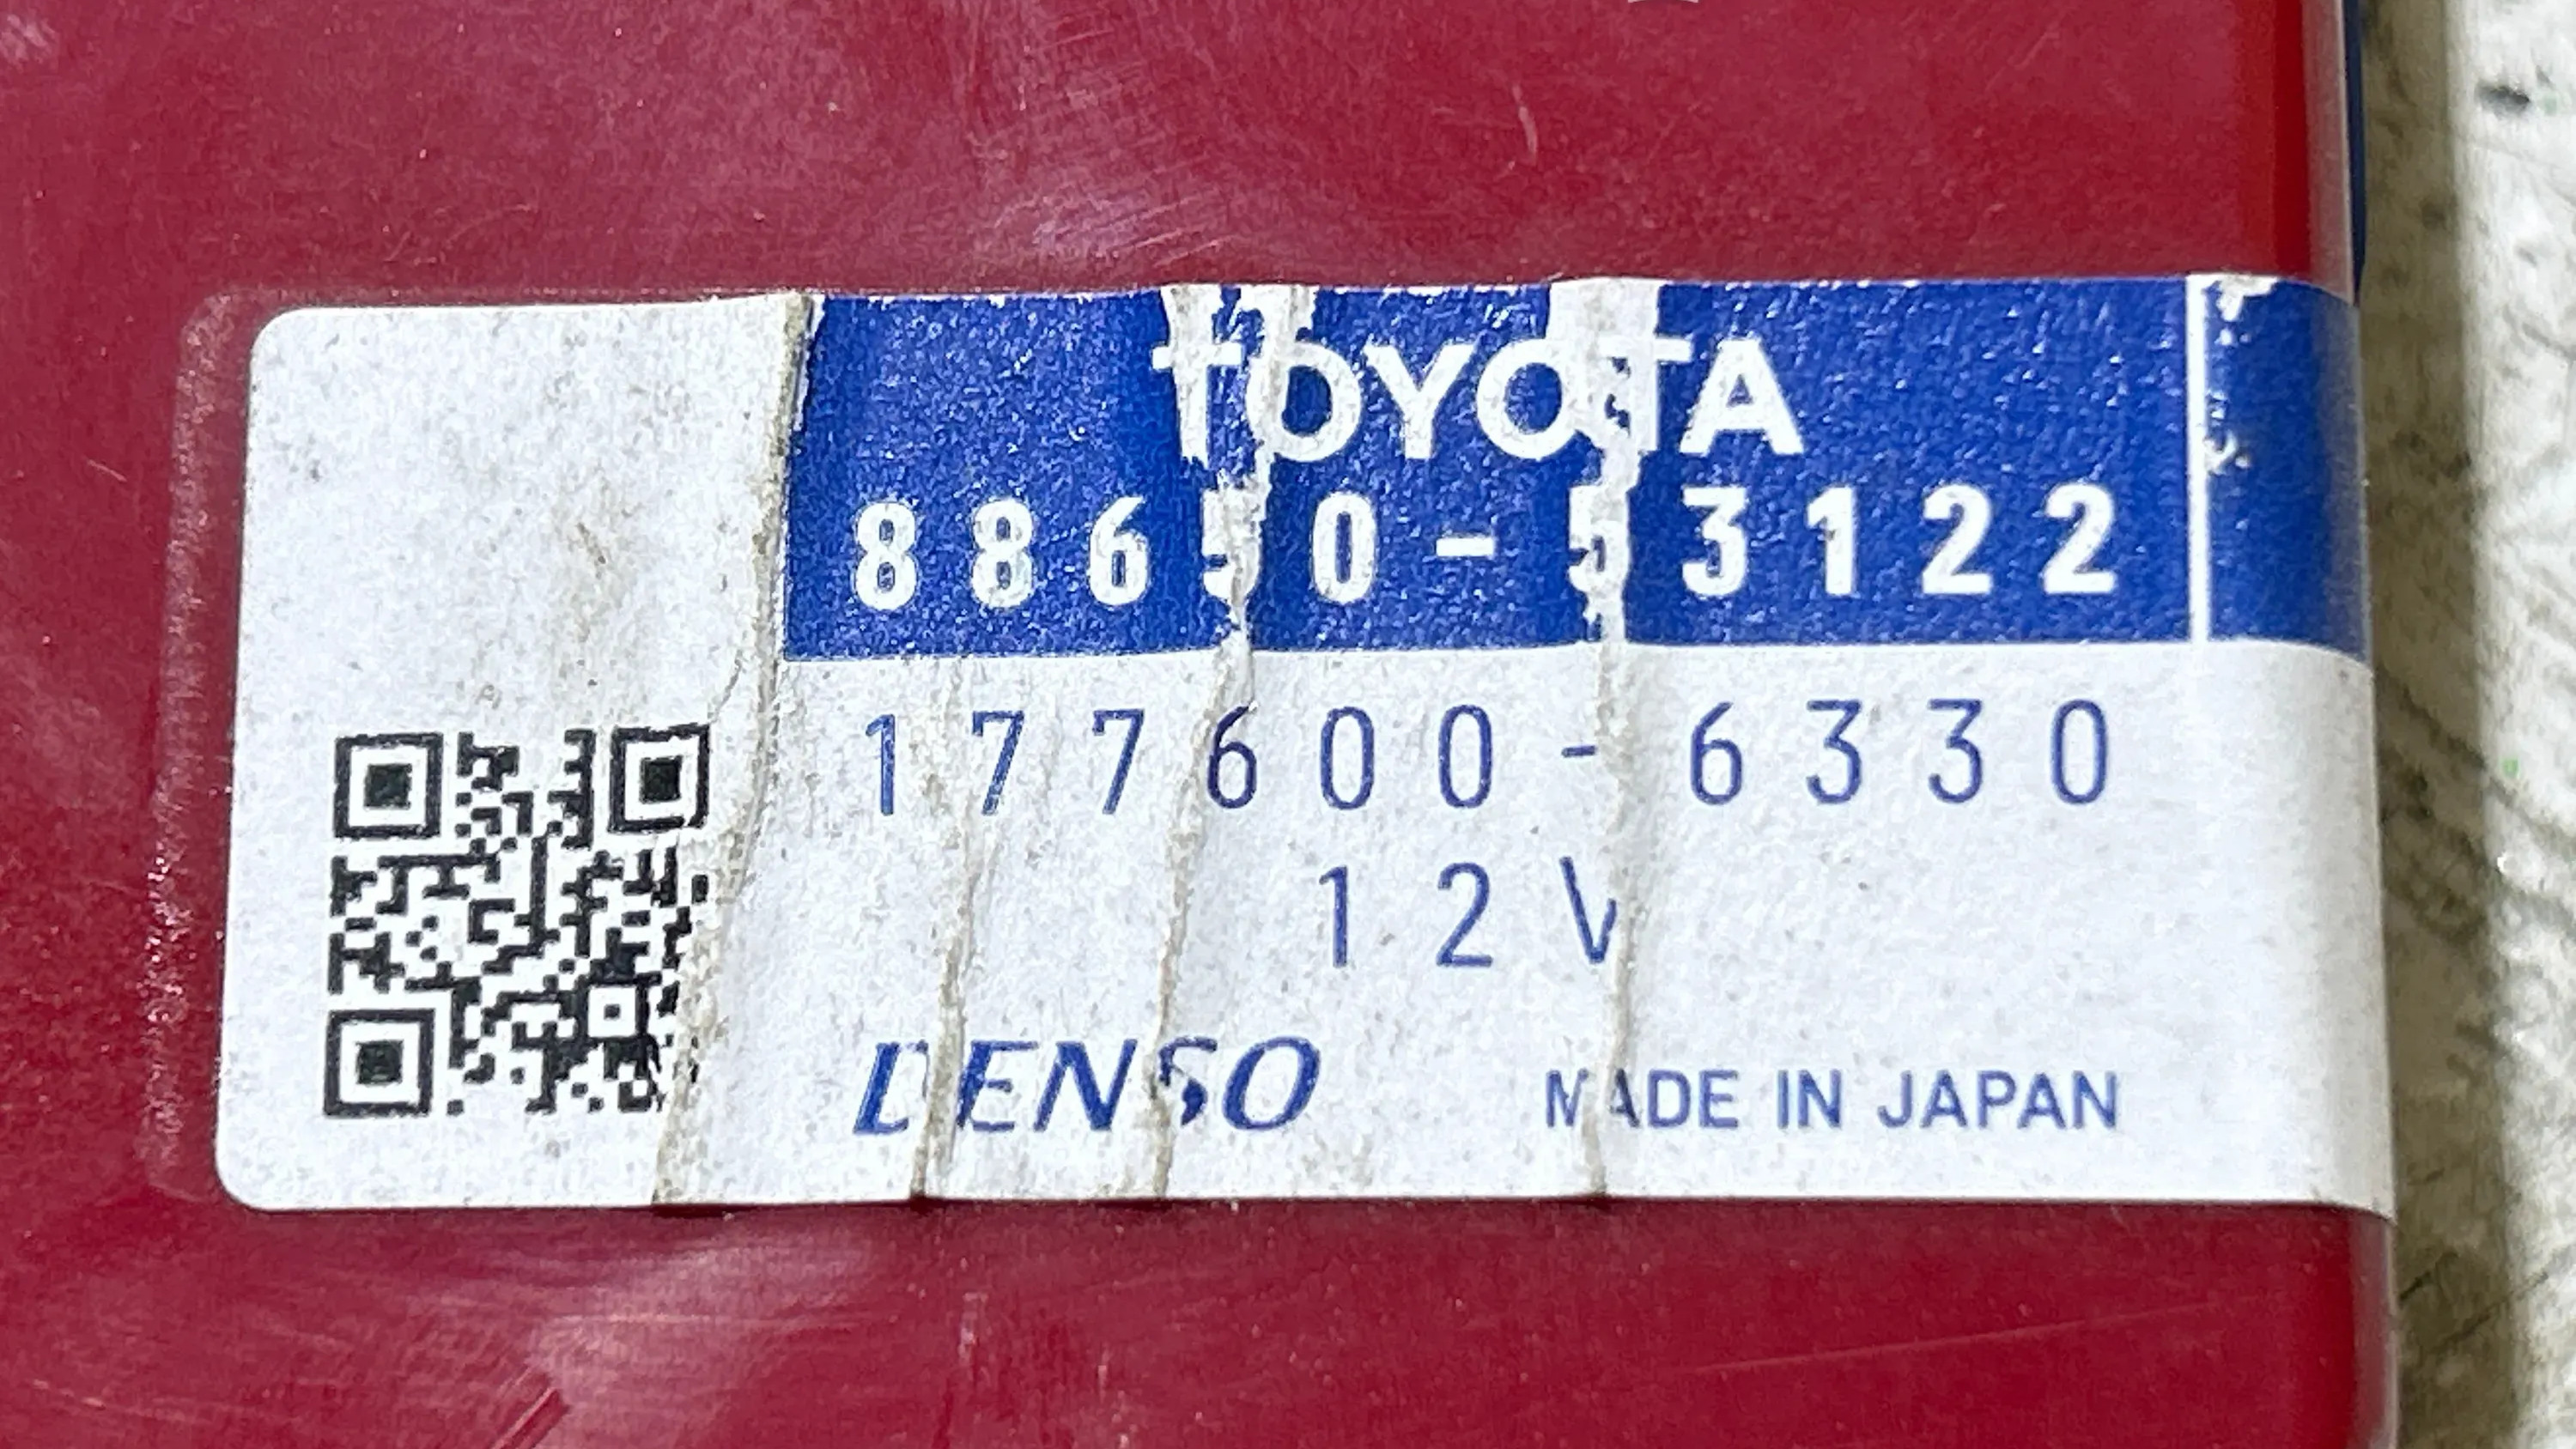 TOYOTA
88650-53122
177600-6330
12V
DENSO
MADE IN JAPAN